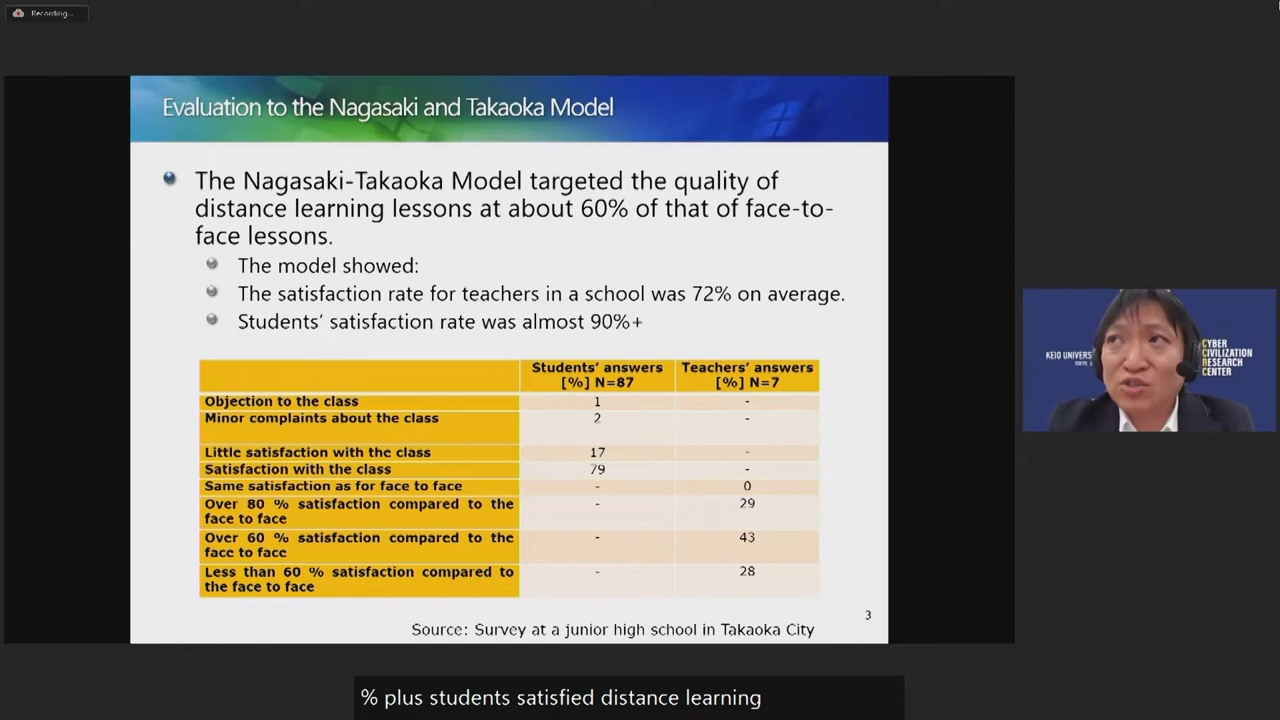 Recording...
Evaluation to the Nagasaki and Takaoka Model
The Nagasaki-Takaoka Model targeted the quality of
distance learning lessons at about 60% of that of face-to-
face lessons.
The model showed:
The satisfaction rate for teachers in a school was 72% on average.
Students' satisfaction rate was almost 90%+
Students' answers Teachers' answers
[%] N=87 [%] N=7
Objection to the class 1 -
Minor complaints about the class 2 -
Little satisfaction with the class 17 -
Satisfaction with the class 79 -
Same satisfaction as for face to face - 0
Over 80 % satisfaction compared to the - 29
face to face
Over 60 % satisfaction compared to the - 43
face to face
Less than 60 % satisfaction compared to - 28
the face to face
3
Source: Survey at a junior high school in Takaoka City
KEIO UNIVERS
CYBER
CIVILIZATION
RESEARCH
CENTER
% plus students satisfied distance learning